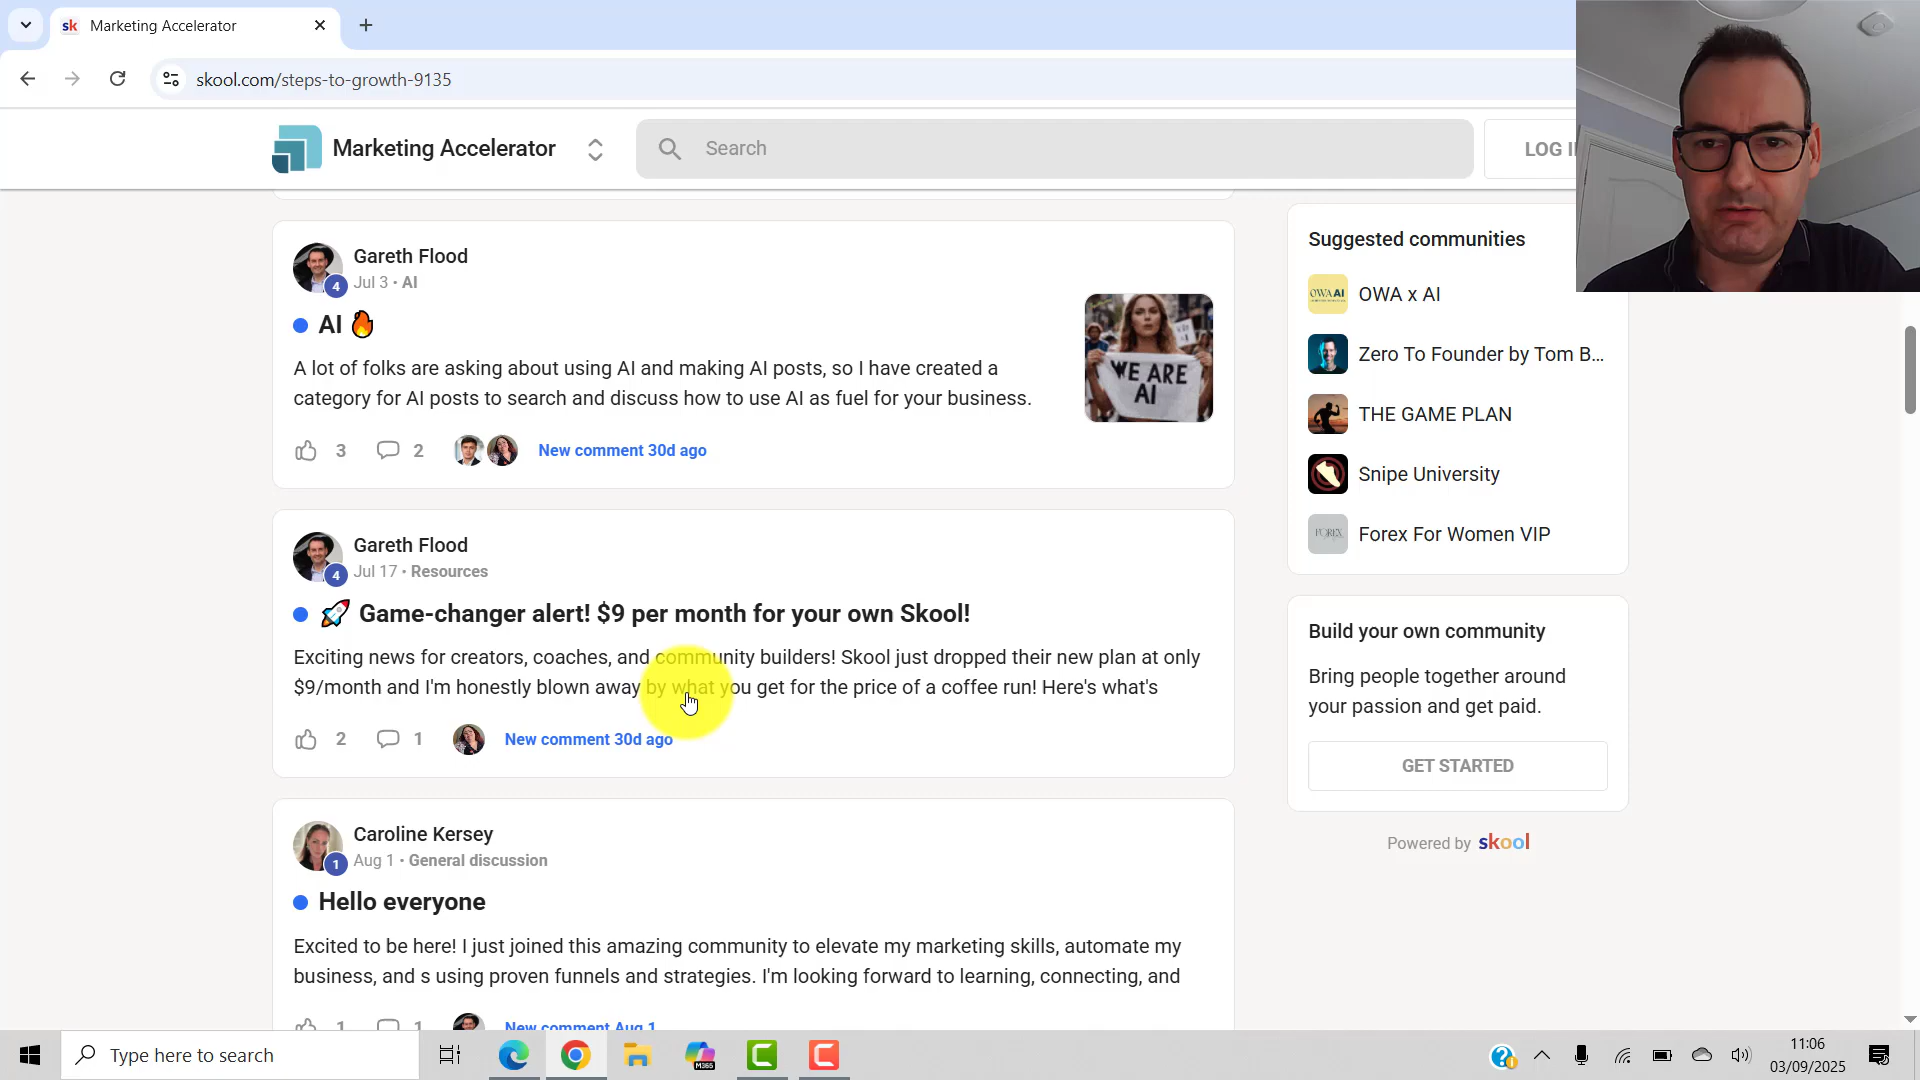 sk Marketing Accelerator
skool.com/steps-to-growth-9135
Marketing Accelerator
Search
LOG I
Gareth Flood
4
Jul 3 • AI
AI 🔥
A lot of folks are asking about using AI and making AI posts, so I have created a
category for AI posts to search and discuss how to use AI as fuel for your business.
WE ARE
AI
3 2 New comment 30d ago
Gareth Flood
4
Jul 17 • Resources
🚀 Game-changer alert! $9 per month for your own Skool!
Exciting news for creators, coaches, and community builders! Skool just dropped their new plan at only
$9/month and I'm honestly blown away by what you get for the price of a coffee run! Here's what's
2 1 New comment 30d ago
Caroline Kersey
1
Aug 1 • General discussion
Hello everyone
Excited to be here! I just joined this amazing community to elevate my marketing skills, automate my
business, and s using proven funnels and strategies. I'm looking forward to learning, connecting, and
1 1 New comment Aug 1
Suggested communities
OWA AI
OWA x AI
Zero To Founder by Tom B...
THE GAME PLAN
Snipe University
FOREX
Forex For Women VIP
Build your own community
Bring people together around
your passion and get paid.
GET STARTED
Powered by skool
Type here to search
M365
11:06
03/09/2025